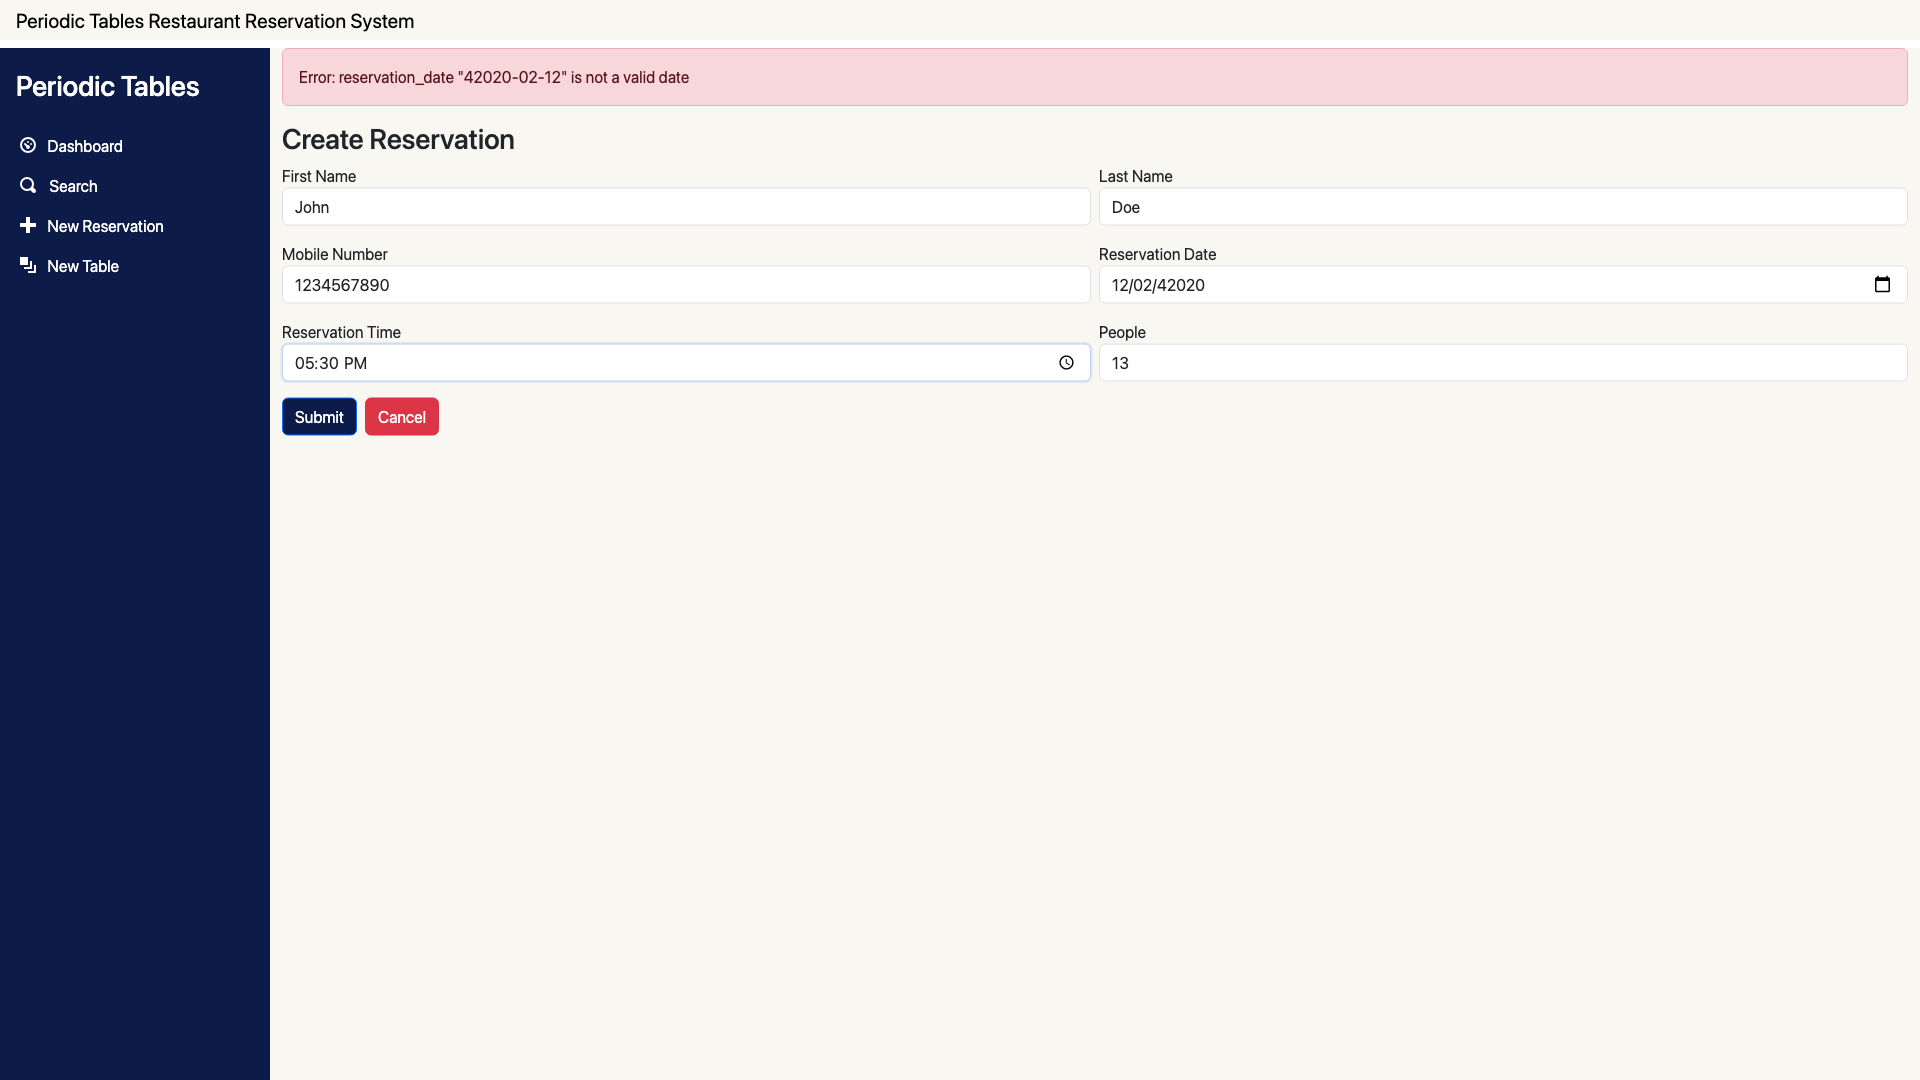 Periodic Tables Restaurant Reservation System
Periodic Tables
Dashboard
Search
New Reservation
New Table
Error: reservation_date "42020-02-12" is not a valid date
Create Reservation
First Name
John
Last Name
Doe
Mobile Number
1234567890
Reservation Date
12/02/42020
Reservation Time
05:30 PM
People
13
Submit
Cancel